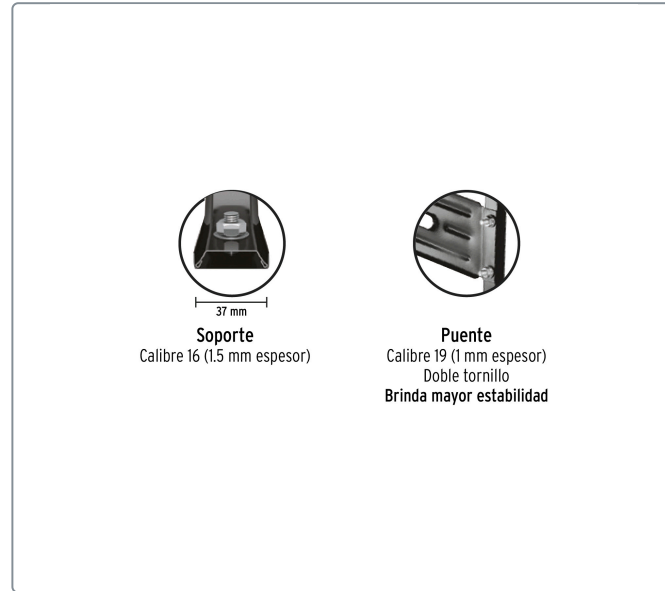 37 mm
Soporte
Calibre 16 (1.5 mm espesor)
Puente
Calibre 19 (1 mm espesor)
Doble tornillo
Brinda mayor estabilidad